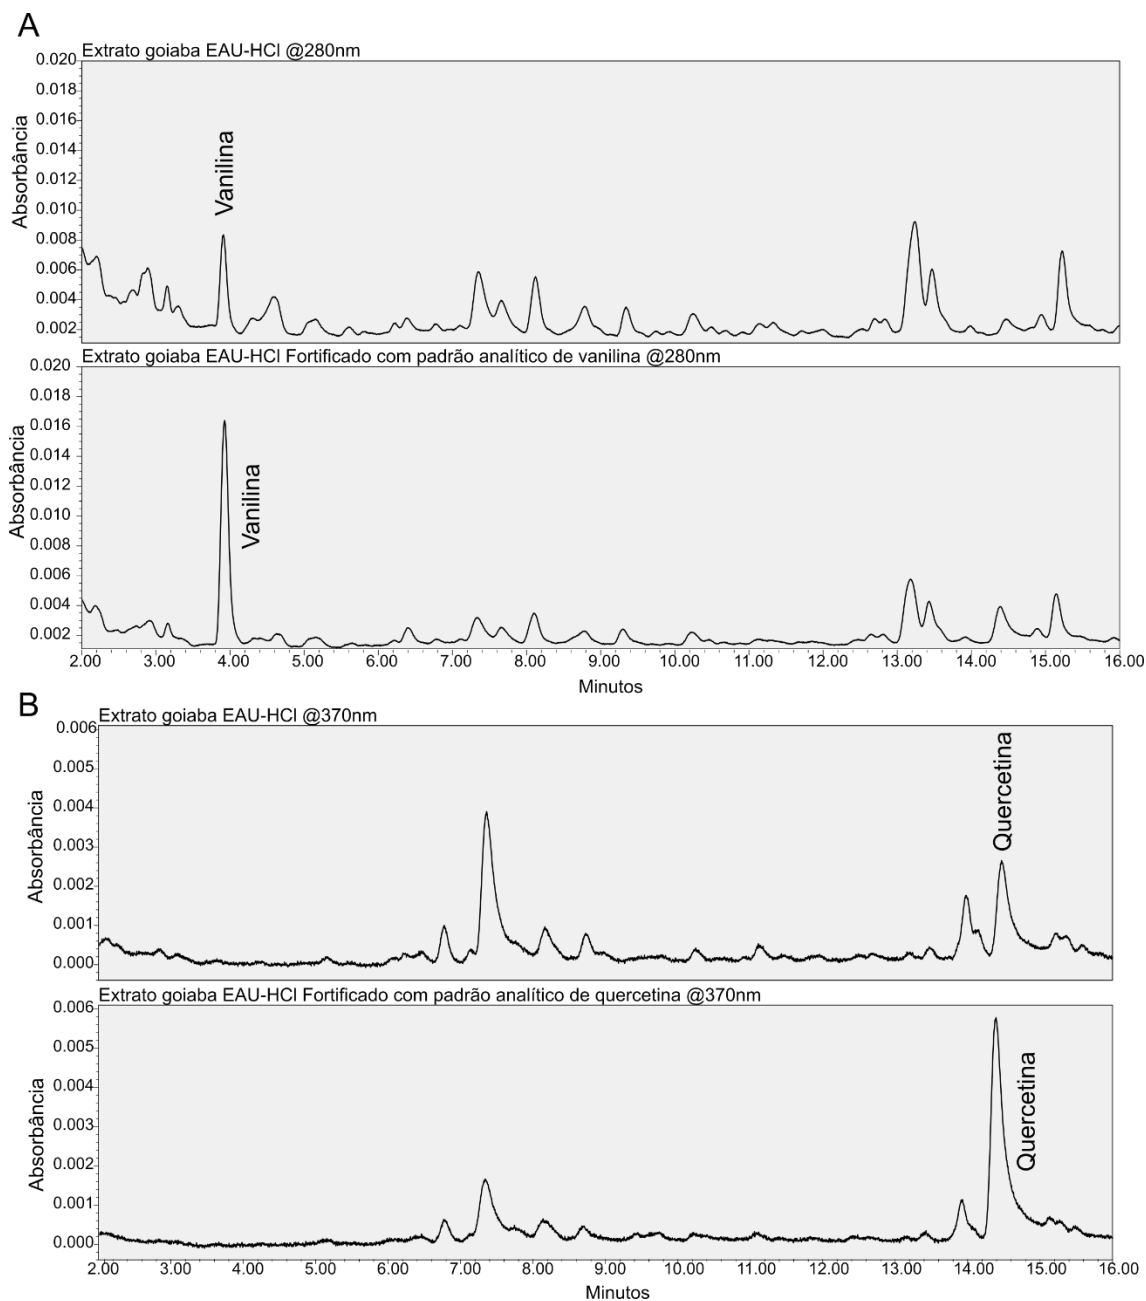 A
Extrato goiaba EAU-HCl @280nm
0.020
0.018
0.016
0.014
0.012
0.010
0.008
0.006
0.004
0.002
Absorbância
Vanilina
Extrato goiaba EAU-HCl Fortificado com padrão analítico de vanilina @280nm
0.020
0.018
0.016
0.014
0.012
0.010
0.008
0.006
0.004
0.002
Absorbância
Vanilina
2.00 3.00 4.00 5.00 6.00 7.00 8.00 9.00 10.00 11.00 12.00 13.00 14.00 15.00 16.00
Minutos
B
Extrato goiaba EAU-HCl @370nm
0.006
0.005
0.004
0.003
0.002
0.001
0.000
Absorbância
Quercetina
Extrato goiaba EAU-HCl Fortificado com padrão analítico de quercetina @370nm
0.006
0.005
0.004
0.003
0.002
0.001
0.000
Absorbância
Quercetina
2.00 3.00 4.00 5.00 6.00 7.00 8.00 9.00 10.00 11.00 12.00 13.00 14.00 15.00 16.00
Minutos